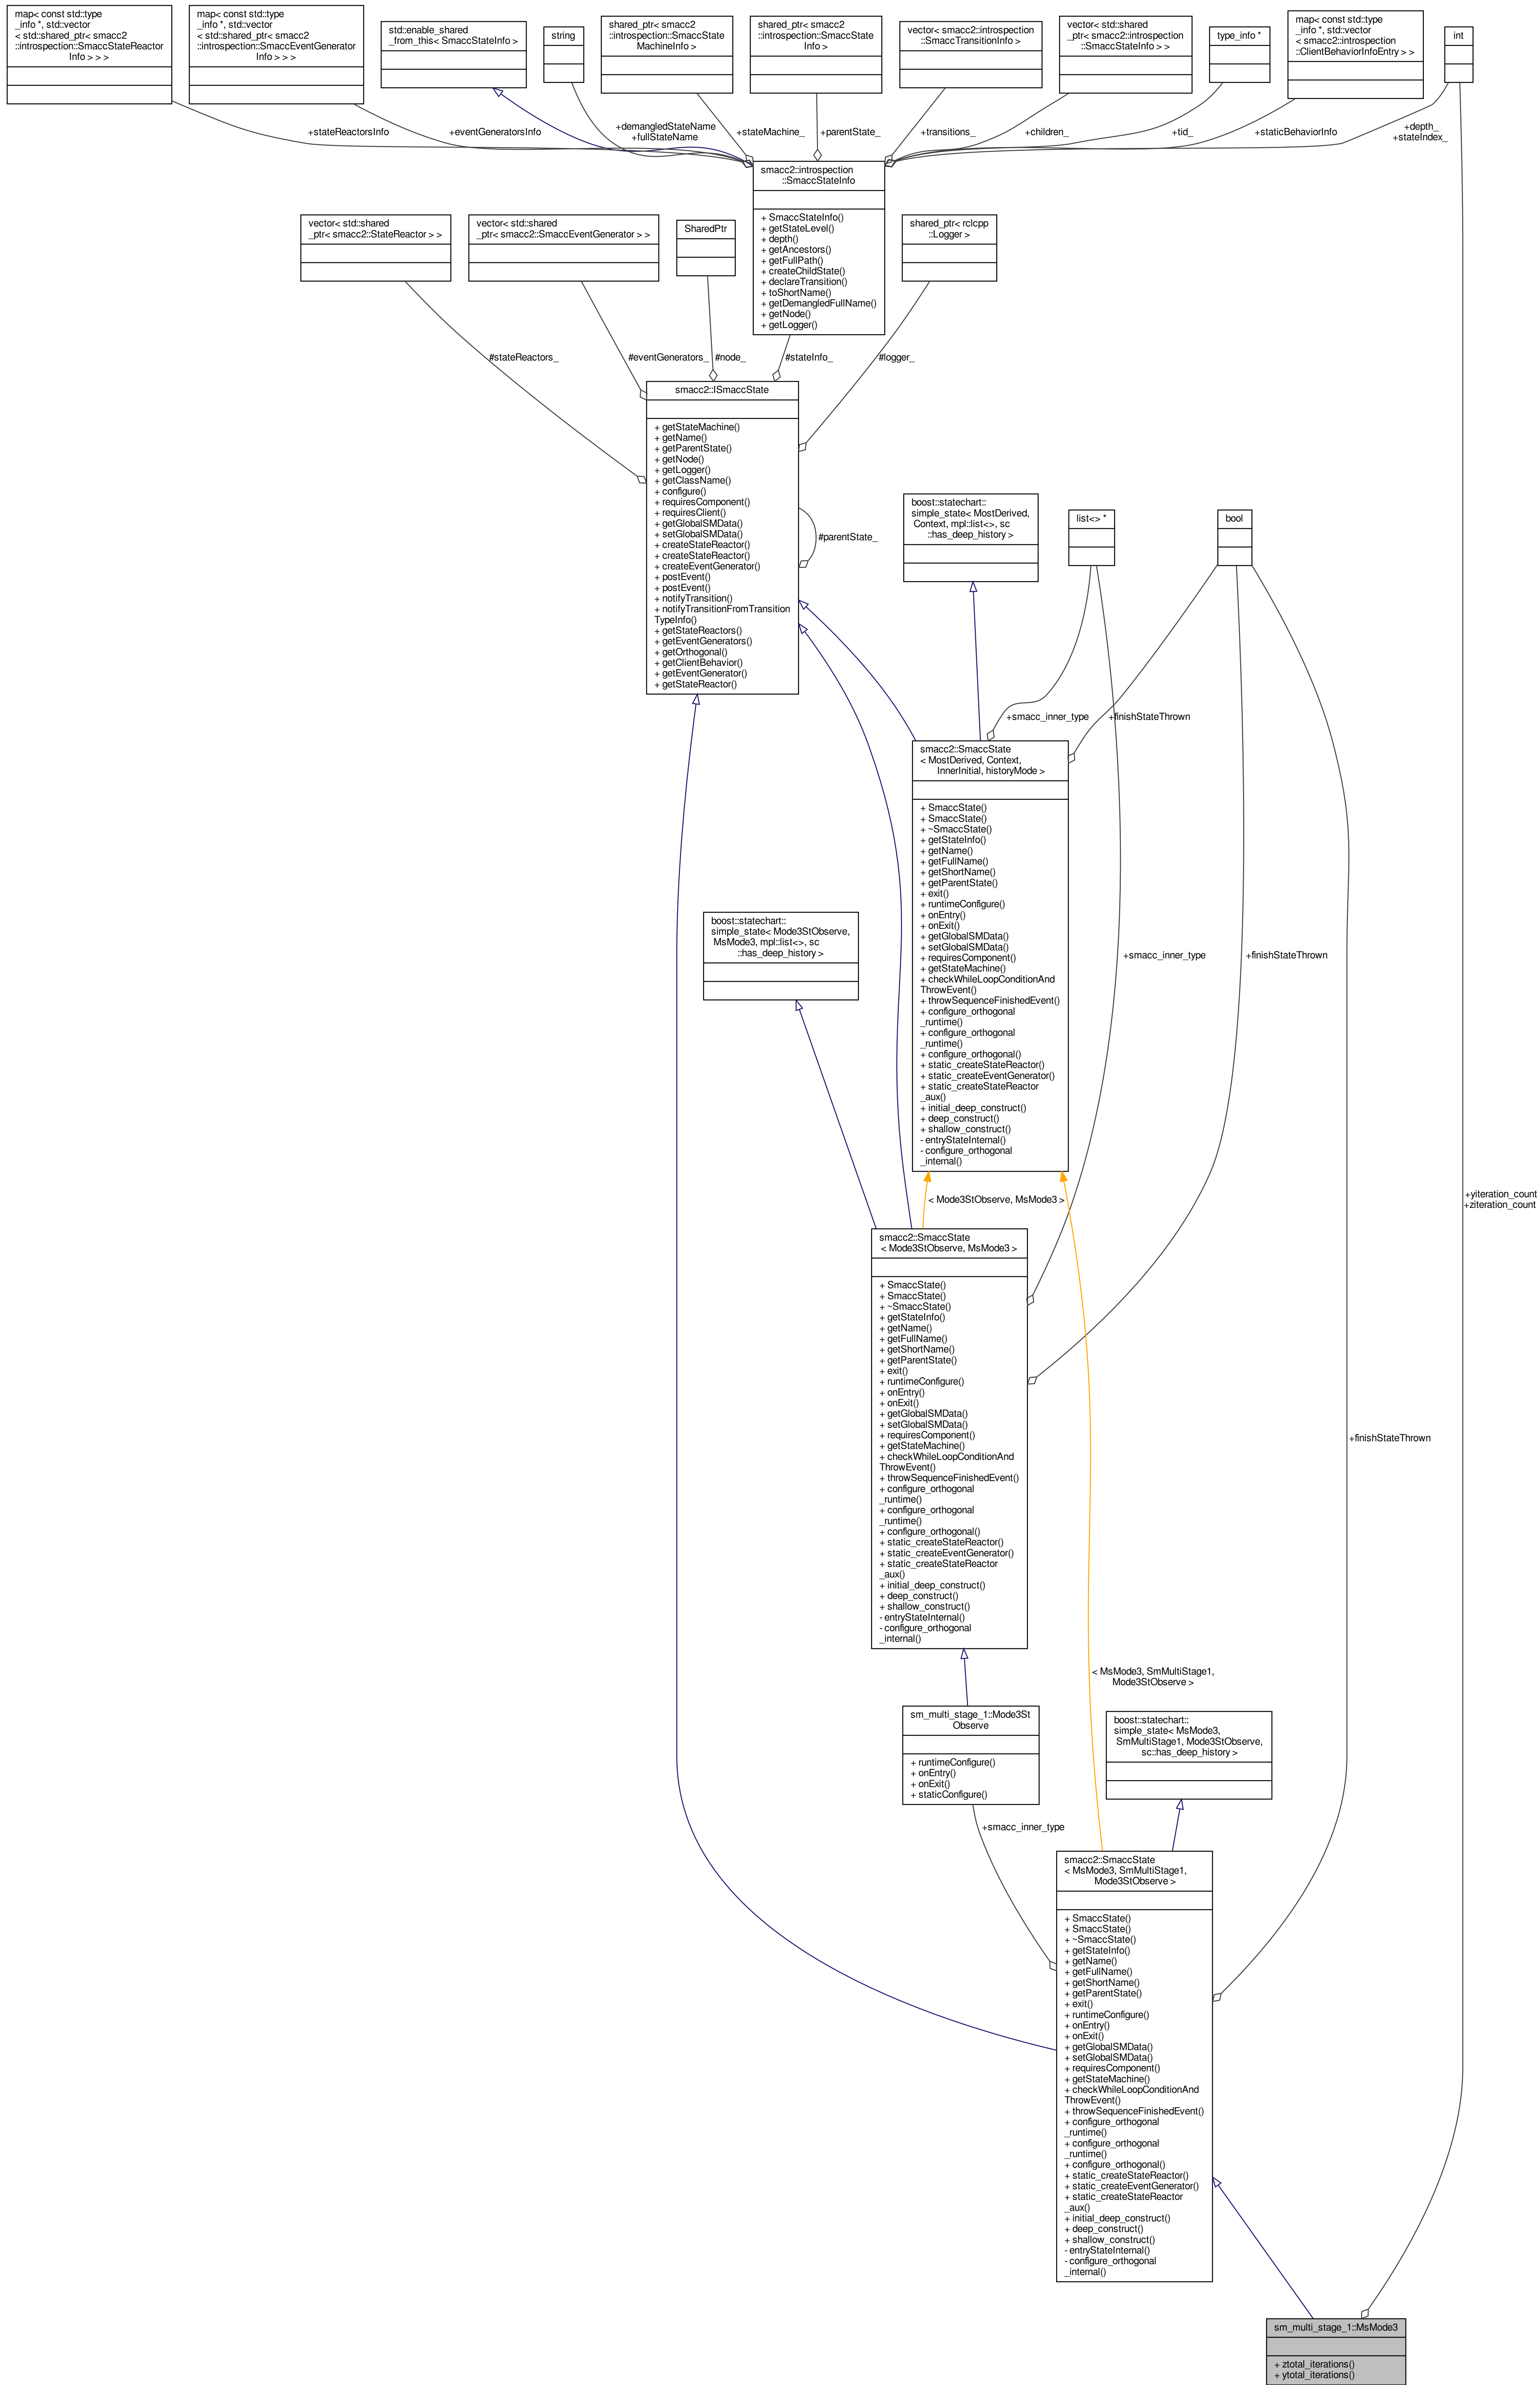 map< const std::type
_info *, std::vector
< std::shared_ptr< smacc2
::introspection::SmaccStateReactor
Info > > >
map< const std::type
_info *, std::vector
< std::shared_ptr< smacc2
::introspection::SmaccEventGenerator
Info > > >
std::enable_shared
_from_this< SmaccStateInfo >
string
shared_ptr< smacc2
::introspection::SmaccState
MachineInfo >
shared_ptr< smacc2
::introspection::SmaccState
Info >
vector< smacc2::introspection
::SmaccTransitionInfo >
vector< std::shared
_ptr< smacc2::introspection
::SmaccStateInfo > >
type_info *
map< const std::type
_info *, std::vector
< smacc2::introspection
::ClientBehaviorInfoEntry > >
int
+stateReactorsInfo
+eventGeneratorsInfo
+demangledStateName
+fullStateName
+stateMachine_
+parentState_
+transitions_
+children_
+tid_
+staticBehaviorInfo
+depth_
+stateIndex_
smacc2::introspection
::SmaccStateInfo
+ SmaccStateInfo()
+ getStateLevel()
+ depth()
+ getAncestors()
+ getFullPath()
+ createChildState()
+ declareTransition()
+ toShortName()
+ getDemangledFullName()
+ getNode()
+ getLogger()
vector< std::shared
_ptr< smacc2::StateReactor > >
vector< std::shared
_ptr< smacc2::SmaccEventGenerator > >
SharedPtr
shared_ptr< rclcpp
::Logger >
#stateReactors_
#eventGenerators_
#node_
#stateInfo_
#logger_
smacc2::ISmaccState
+ getStateMachine()
+ getName()
+ getParentState()
+ getNode()
+ getLogger()
+ getClassName()
+ configure()
+ requiresComponent()
+ requiresClient()
+ getGlobalSMData()
+ setGlobalSMData()
+ createStateReactor()
+ createStateReactor()
+ createEventGenerator()
+ postEvent()
+ postEvent()
+ notifyTransition()
+ notifyTransitionFromTransition
TypeInfo()
+ getStateReactors()
+ getEventGenerators()
+ getOrthogonal()
+ getClientBehavior()
+ getEventGenerator()
+ getStateReactor()
#parentState_
boost::statechart::
simple_state< MostDerived,
Context, mpl::list<>, sc
::has_deep_history >
list<> *
bool
+smacc_inner_type
+finishStateThrown
smacc2::SmaccState
< MostDerived, Context,
InnerInitial, historyMode >
+ SmaccState()
+ SmaccState()
+ ~SmaccState()
+ getStateInfo()
+ getName()
+ getFullName()
+ getShortName()
+ getParentState()
+ exit()
+ runtimeConfigure()
+ onEntry()
+ onExit()
+ getGlobalSMData()
+ setGlobalSMData()
+ requiresComponent()
+ getStateMachine()
+ checkWhileLoopConditionAnd
ThrowEvent()
+ throwSequenceFinishedEvent()
+ configure_orthogonal
_runtime()
+ configure_orthogonal
_runtime()
+ configure_orthogonal()
+ static_createStateReactor()
+ static_createEventGenerator()
+ static_createStateReactor
_aux()
+ initial_deep_construct()
+ deep_construct()
+ shallow_construct()
- entryStateInternal()
- configure_orthogonal
_internal()
boost::statechart::
simple_state< Mode3StObserve,
MsMode3, mpl::list<>, sc
::has_deep_history >
+smacc_inner_type
+finishStateThrown
+yiteration_count
+ziteration_count
< Mode3StObserve, MsMode3 >
smacc2::SmaccState
< Mode3StObserve, MsMode3 >
+ SmaccState()
+ SmaccState()
+ ~SmaccState()
+ getStateInfo()
+ getName()
+ getFullName()
+ getShortName()
+ getParentState()
+ exit()
+ runtimeConfigure()
+ onEntry()
+ onExit()
+ getGlobalSMData()
+ setGlobalSMData()
+ requiresComponent()
+ getStateMachine()
+ checkWhileLoopConditionAnd
ThrowEvent()
+ throwSequenceFinishedEvent()
+ configure_orthogonal
_runtime()
+ configure_orthogonal
_runtime()
+ configure_orthogonal()
+ static_createStateReactor()
+ static_createEventGenerator()
+ static_createStateReactor
_aux()
+ initial_deep_construct()
+ deep_construct()
+ shallow_construct()
- entryStateInternal()
- configure_orthogonal
_internal()
+finishStateThrown
< MsMode3, SmMultiStage1,
Mode3StObserve >
sm_multi_stage_1::Mode3St
Observe
+ runtimeConfigure()
+ onEntry()
+ onExit()
+ staticConfigure()
boost::statechart::
simple_state< MsMode3,
SmMultiStage1, Mode3StObserve,
sc::has_deep_history >
+smacc_inner_type
smacc2::SmaccState
< MsMode3, SmMultiStage1,
Mode3StObserve >
+ SmaccState()
+ SmaccState()
+ ~SmaccState()
+ getStateInfo()
+ getName()
+ getFullName()
+ getShortName()
+ getParentState()
+ exit()
+ runtimeConfigure()
+ onEntry()
+ onExit()
+ getGlobalSMData()
+ setGlobalSMData()
+ requiresComponent()
+ getStateMachine()
+ checkWhileLoopConditionAnd
ThrowEvent()
+ throwSequenceFinishedEvent()
+ configure_orthogonal
_runtime()
+ configure_orthogonal
_runtime()
+ configure_orthogonal()
+ static_createStateReactor()
+ static_createEventGenerator()
+ static_createStateReactor
_aux()
+ initial_deep_construct()
+ deep_construct()
+ shallow_construct()
- entryStateInternal()
- configure_orthogonal
_internal()
sm_multi_stage_1::MsMode3
+ ztotal_iterations()
+ ytotal_iterations()